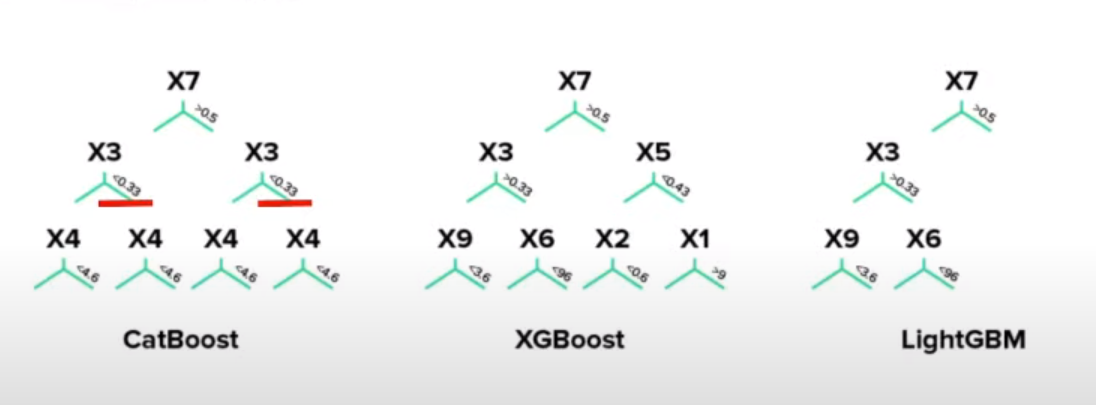 X7 X7 X7
>0.5 >0.5 >0.5
X3 X3 X3 X5 X3
<0.33 <0.33 >0.33 <0.43 >0.33
X4 X4 X4 X4 X9 X6 X2 X1 X9 X6
<4.6 <4.6 <4.6 <4.6 <3.6 <96 <0.6 >9 <3.6 <96
CatBoost XGBoost LightGBM